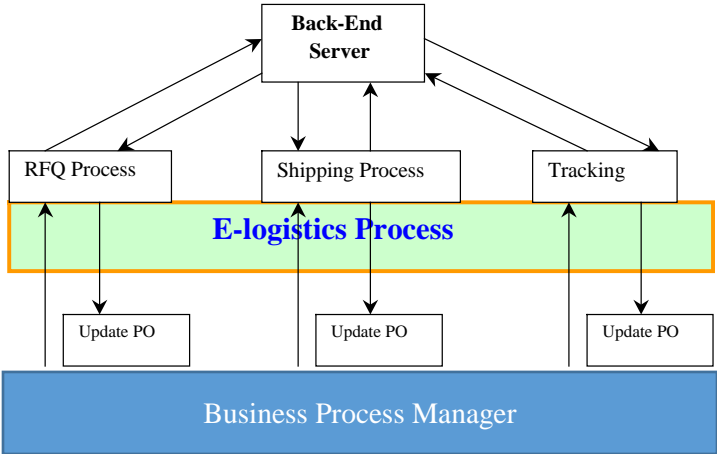 Back-End
Server
RFQ Process
Shipping Process
Tracking
E-logistics Process
Update PO
Update PO
Update PO
Business Process Manager